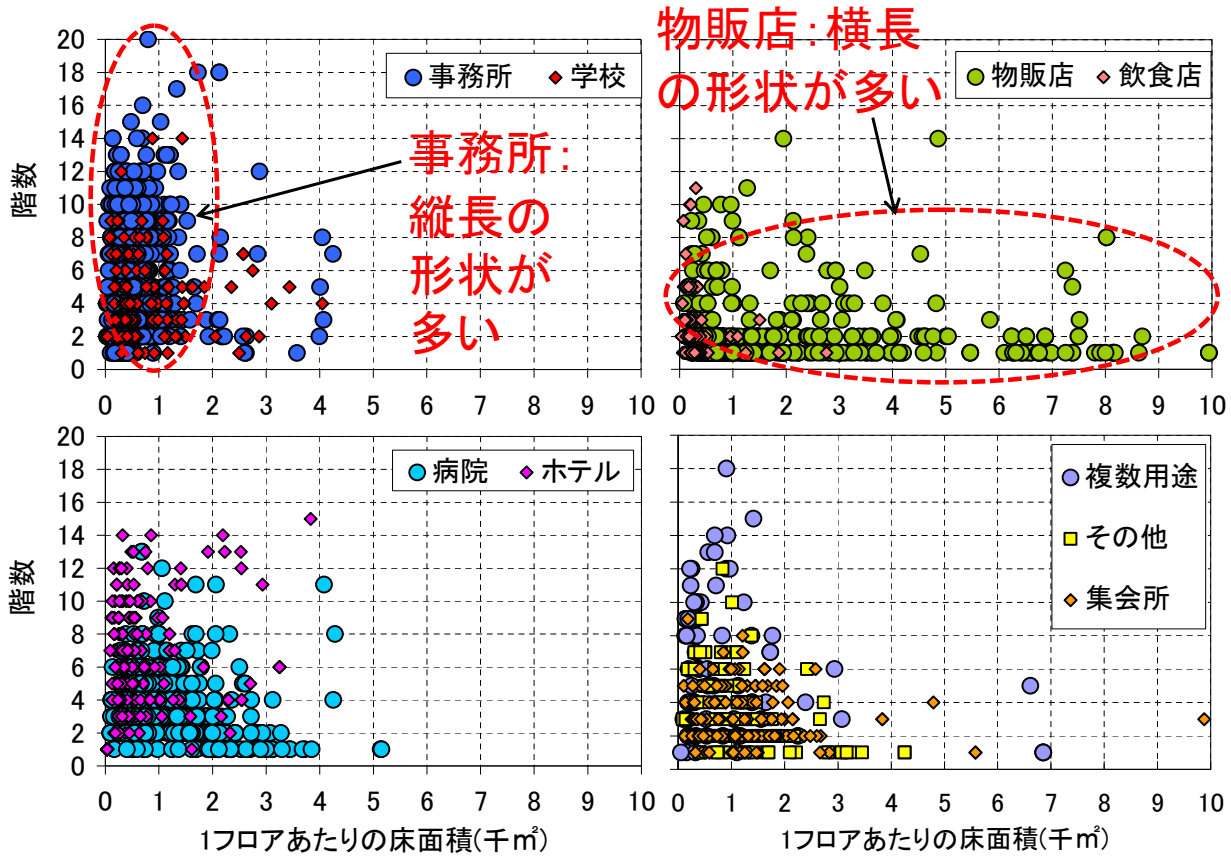 20
18
16
14
12
10
8
6
4
2
0
階数
事務所 学校
事務所：
縦長の
形状が
多い
0 1 2 3 4 5 6 7 8 9 10
物販店：横長
の形状が多い
物販店 飲食店
0 1 2 3 4 5 6 7 8 9 10
20
18
16
14
12
10
8
6
4
2
0
階数
病院 ホテル
0 1 2 3 4 5 6 7 8 9 10
1フロアあたりの床面積(千㎡)
複数用途
その他
集会所
0 1 2 3 4 5 6 7 8 9 10
1フロアあたりの床面積(千㎡)